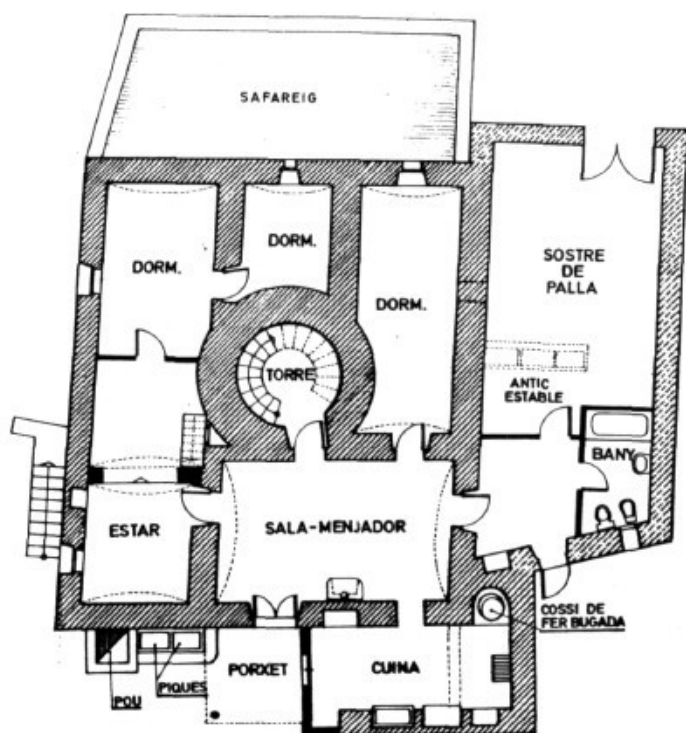 SAFAREIG
DORM.
DORM.
DORM.
SOSTRE
DE
PALLA
TORRE
ANTIC
ESTABLE
BANY
ESTAR
SALA-MENJADOR
COSSI DE
FER BUGADA
PORXET
CUINA
POU
PIQUES